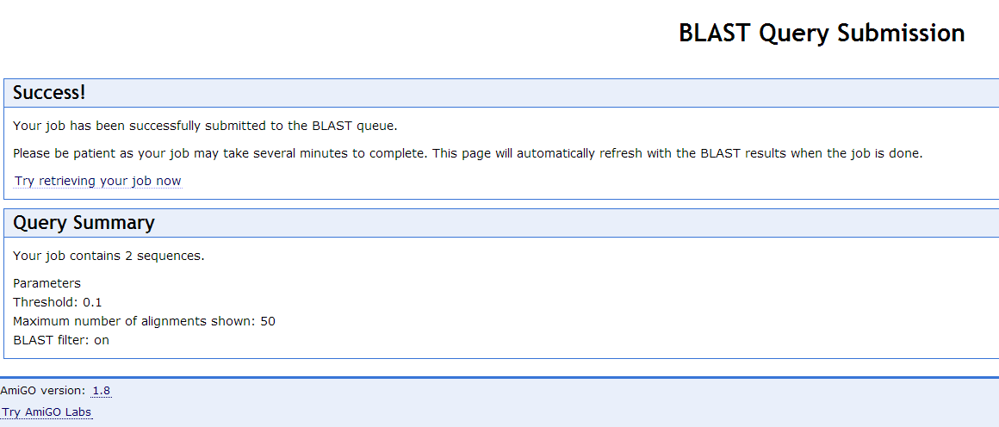 BLAST Query Submission
Success!
Your job has been successfully submitted to the BLAST queue.
Please be patient as your job may take several minutes to complete. This page will automatically refresh with the BLAST results when the job is done.
Try retrieving your job now
Query Summary
Your job contains 2 sequences.
Parameters
Threshold: 0.1
Maximum number of alignments shown: 50
BLAST filter: on
AmiGO version: 1.8
Try AmiGO Labs